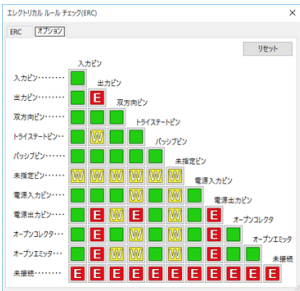 エレクトリカル ルール チェック(ERC)
ERC オプション
リセット
入力ピン
入力ピン········
出力ピン
出力ピン······· E
双方向ピン
双方向ピン······
トライステートピン
トライステートピン·· W
パッシブピン
パッシブピン·····
未指定ピン
未指定ピン······ W W W W W W
電源入力ピン
電源入力ピン···· W W
電源出力ピン
電源出力ピン···· E W E W E
オープンコレクタ
オープンコレクタ··· E W W E
オープンエミッタ
オープンエミッタ··· E W W W E
未接続
未接続········ E E E E E E E E E E E